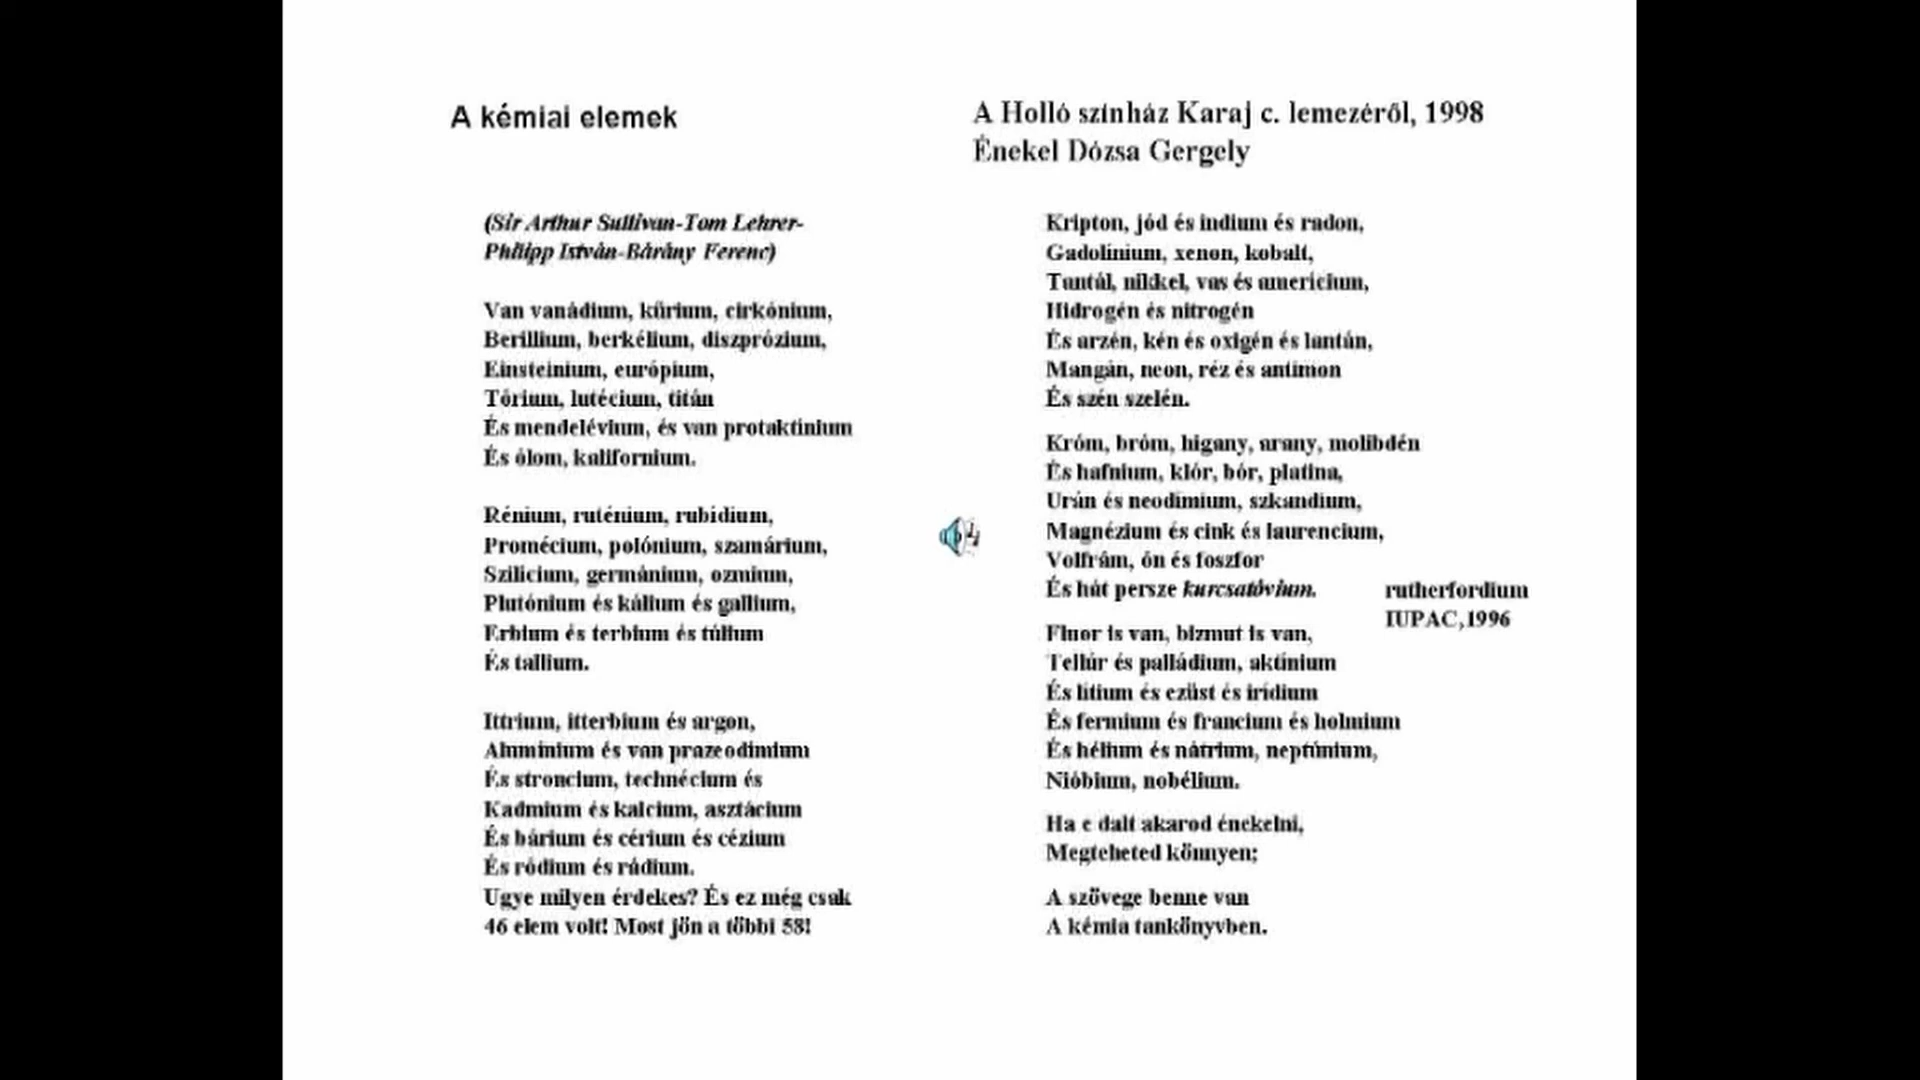 A kémiai elemek
(Sir Arthur Sullivan-Tom Lehrer-
Philipp István-Bárány Ferenc)
Van vanádium, kűrium, cirkónium,
Berillium, berkélium, diszprózium,
Einsteinium, európium,
Tórium, lutécium, titán
És mendelévium, és van protaktínium
És ólom, kalifornium.
Rénium, ruténium, rubídium,
Promécium, polónium, szamárium,
Szilícium, germánium, ozmium,
Plutónium és kálium és gallium,
Erbium és terbium és túlium
És tallium.
Ittrium, itterbium és argon,
Alumínium és van prazeodímium
És stroncium, technécium és
Kadmium és kalcium, asztácium
És bárium és cérium és cézium
És ródium és rádium.
Ugye milyen érdekes? És ez még csak
46 elem volt! Most jön a többi 58!
A Holló színház Karaj c. lemezéről, 1998
Énekel Dózsa Gergely
Kripton, jód és indium és radon,
Gadolínium, xenon, kobalt,
Tantál, nikkel, vas és amerícium,
Hidrogén és nitrogén
És arzén, kén és oxigén és lantán,
Mangán, neon, réz és antimon
És szén szelén.
Króm, bróm, higany, arany, molibdén
És hafnium, klór, bór, platina,
Urán és neodímium, szkandium,
Magnézium és cink és laurencium,
Volfrám, ón és foszfor
És hát persze kurcsatóvium.
rutherfordium
IUPAC,1996
Fluor is van, bizmut is van,
Tellúr és palládium, aktínium
És lítium és ezüst és irídium
És fermium és francium és holmium
És hélium és nátrium, neptúnium,
Nióbium, nobélium.
Ha e dalt akarod énekelni,
Megteheted könnyen;
A szövege benne van
A kémia tankönyvben.